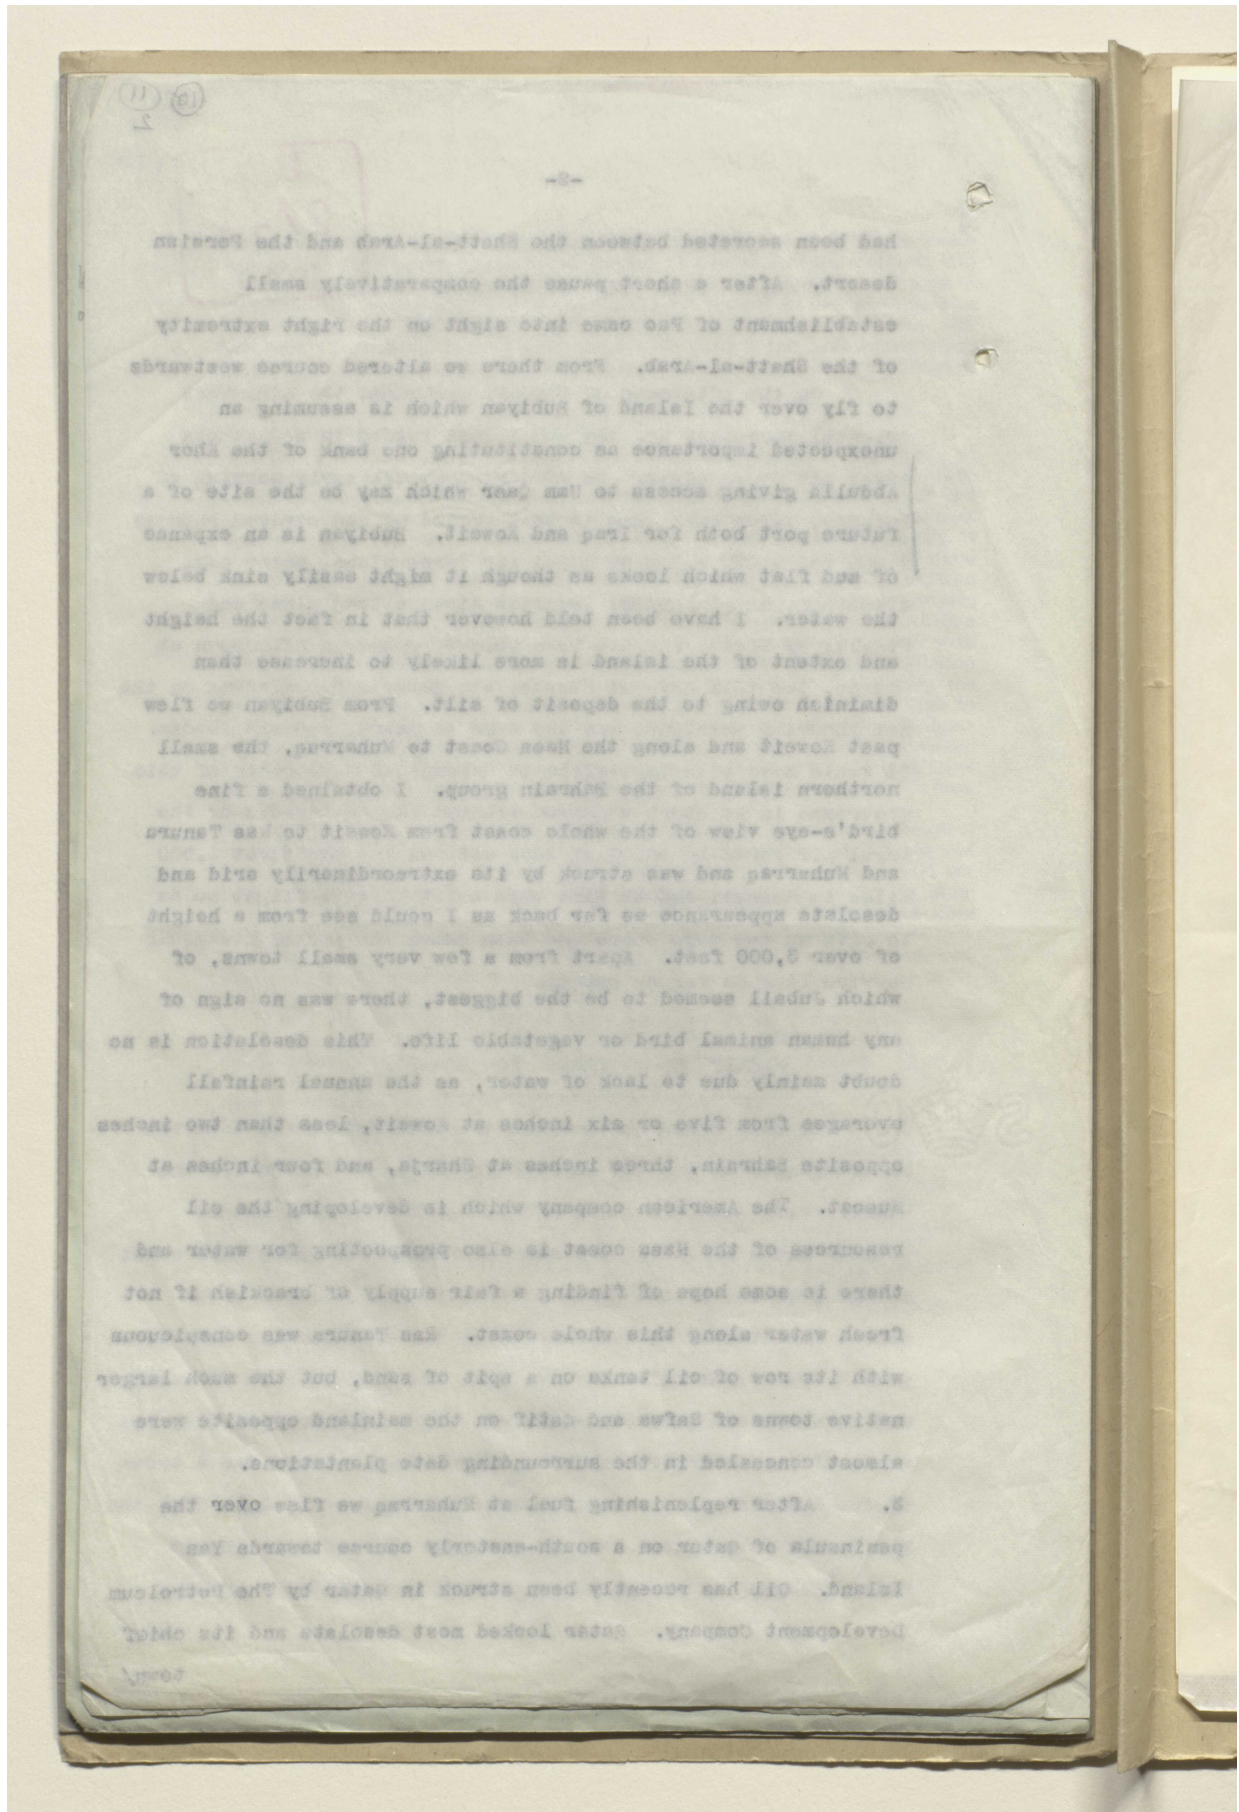 10
11
2
-2-
had been secreted between the Shatt-al-Arab and the Persian
desert. After a short pause the comparatively small
establishment of Fao came into sight on the right extremity
of the Shatt-al-Arab. From there we altered course westwards
to fly over the Island of Bubiyan which is assuming an
unexpected importance as constituting one bank of the Khor
Abdulla giving access to Umm Qasr which may be the site of a
future port both for Iraq and Koweit. Bubiyan is an expanse
of mud flat which looks as though it might easily sink below
the water. I have been told however that in fact the height
and extent of the island is more likely to increase than
diminish owing to the deposit of silt. From Bubiyan we flew
past Koweit and along the Hasa Coast to Muharraq, the small
northern island of the Bahrain group. I obtained a fine
bird's-eye view of the whole coast from Koweit to Ras Tanura
and Muharraq and was struck by its extraordinarily arid and
desolate appearance as far back as I could see from a height
of over 3,000 feet. Apart from a few very small towns, of
which Jubail seemed to be the biggest, there was no sign of
any human animal bird or vegetable life. This desolation is no
doubt mainly due to lack of water, as the annual rainfall
averages from five or six inches at Koweit, less than two inches
opposite Bahrain, three inches at Sharja, and four inches at
Muscat. The American company which is developing the oil
resources of the Hasa coast is also prospecting for water and
there is some hope of finding a fair supply of brackish if not
fresh water along this whole coast. Ras Tanura was conspicuous
with its row of oil tanks on a spit of sand, but the much larger
native towns of Safwa and Qatif on the mainland opposite were
almost concealed in the surrounding date plantations.
3. After replenishing fuel at Muharraq we flew over the
peninsula of Qatar on a south-easterly course towards Yas
Island. Oil has recently been struck in Qatar by The Petroleum
Development Company. Qatar looked most desolate and its chief
town/